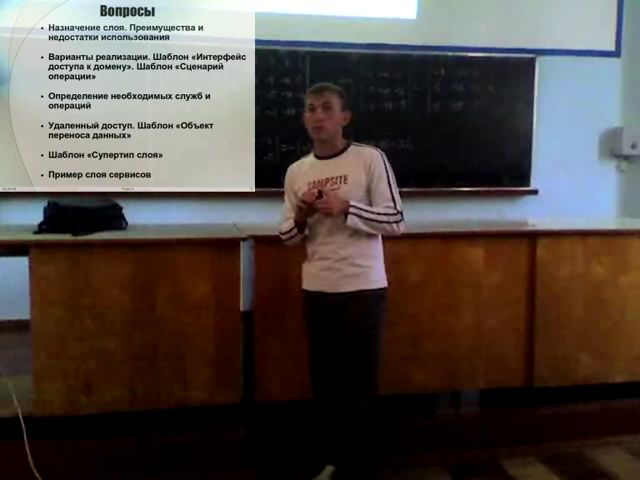 Вопросы
• Назначение слоя. Преимущества и
недостатки использования
• Варианты реализации. Шаблон «Интерфейс
доступа к домену». Шаблон «Сценарий
операции»
• Определение необходимых служб и
операций
• Удаленный доступ. Шаблон «Объект
переноса данных»
• Шаблон «Супертип слоя»
• Пример слоя сервисов
CAMPSITE